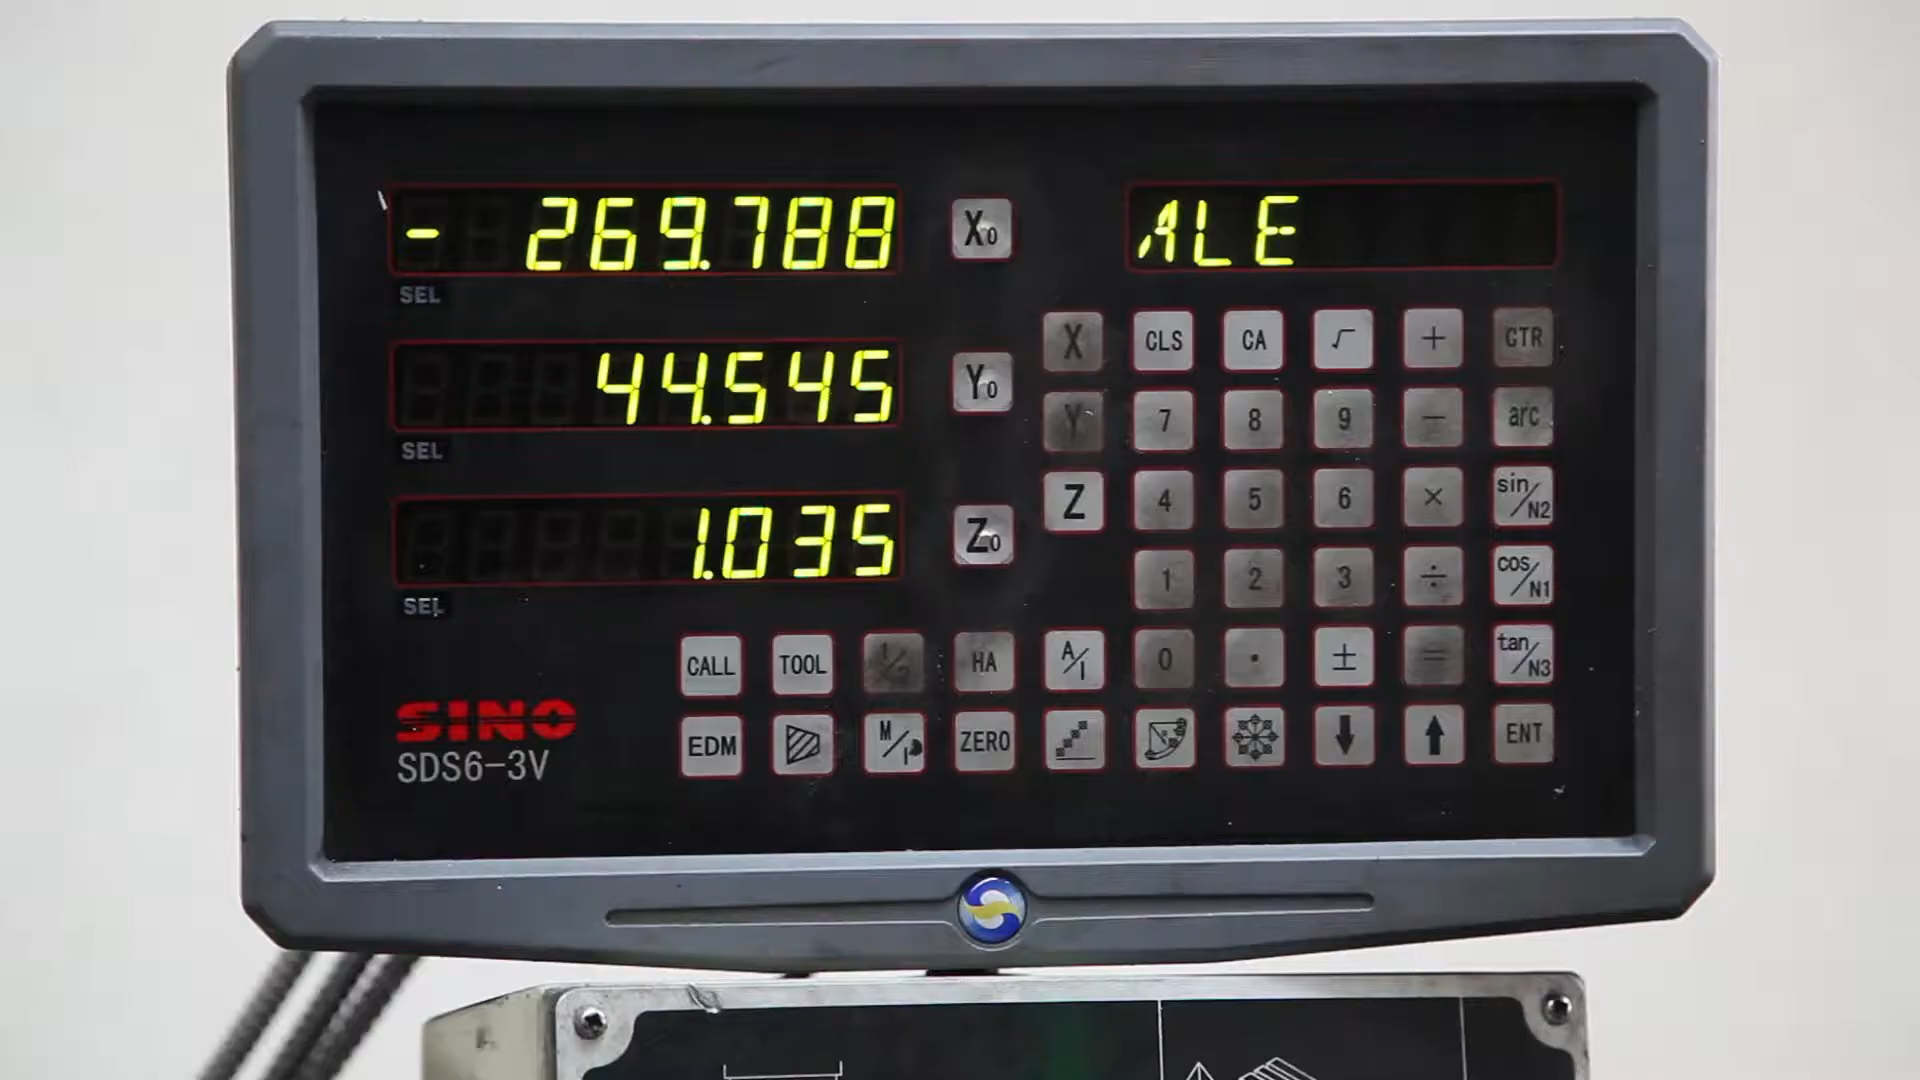 - 269.788 X0 ALE
SEL
X CLS CA √ + CTR
44.545 Y0
Y 7 8 9 - arc
SEL
Z 4 5 6 × sin/N2
1.035 Z0
1 2 3 ÷ cos/N1
SEL
CALL TOOL 1/2 HA A/I 0 . ± = tan/N3
SINO
SDS6-3V
EDM M/I ZERO ENT